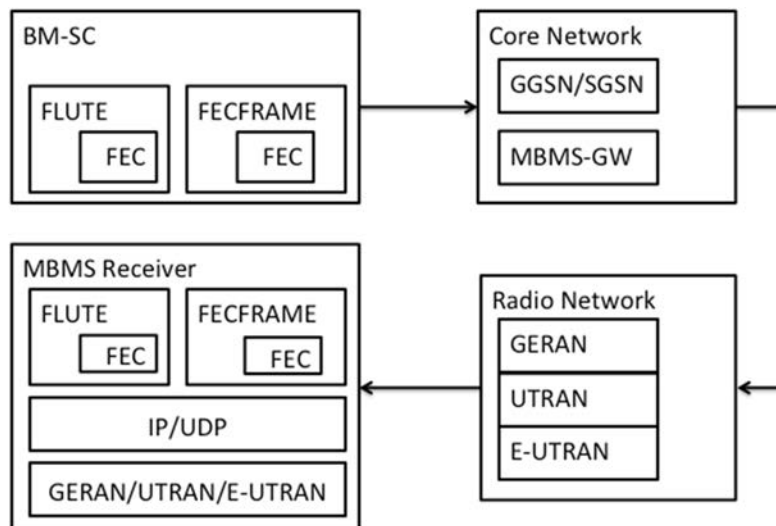 BM-SC
FLUTE
FEC
FECFRAME
FEC
Core Network
GGSN/SGSN
MBMS-GW
MBMS Receiver
FLUTE
FEC
FECFRAME
FEC
IP/UDP
GERAN/UTRAN/E-UTRAN
Radio Network
GERAN
UTRAN
E-UTRAN